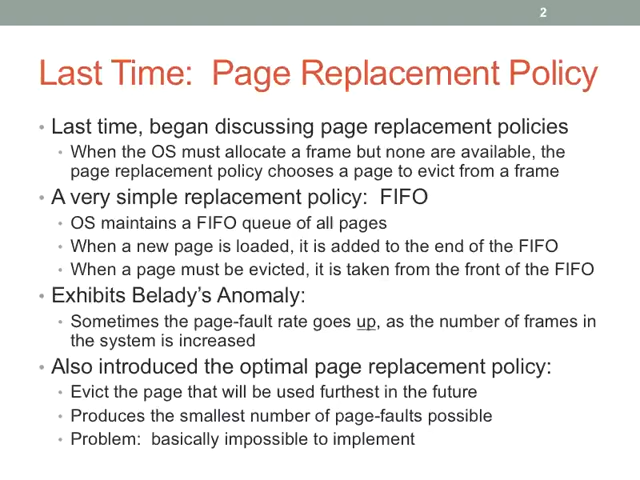 2
Last Time:  Page Replacement Policy
• Last time, began discussing page replacement policies
• When the OS must allocate a frame but none are available, the
page replacement policy chooses a page to evict from a frame
• A very simple replacement policy:  FIFO
• OS maintains a FIFO queue of all pages
• When a new page is loaded, it is added to the end of the FIFO
• When a page must be evicted, it is taken from the front of the FIFO
• Exhibits Belady's Anomaly:
• Sometimes the page-fault rate goes up, as the number of frames in
the system is increased
• Also introduced the optimal page replacement policy:
• Evict the page that will be used furthest in the future
• Produces the smallest number of page-faults possible
• Problem:  basically impossible to implement